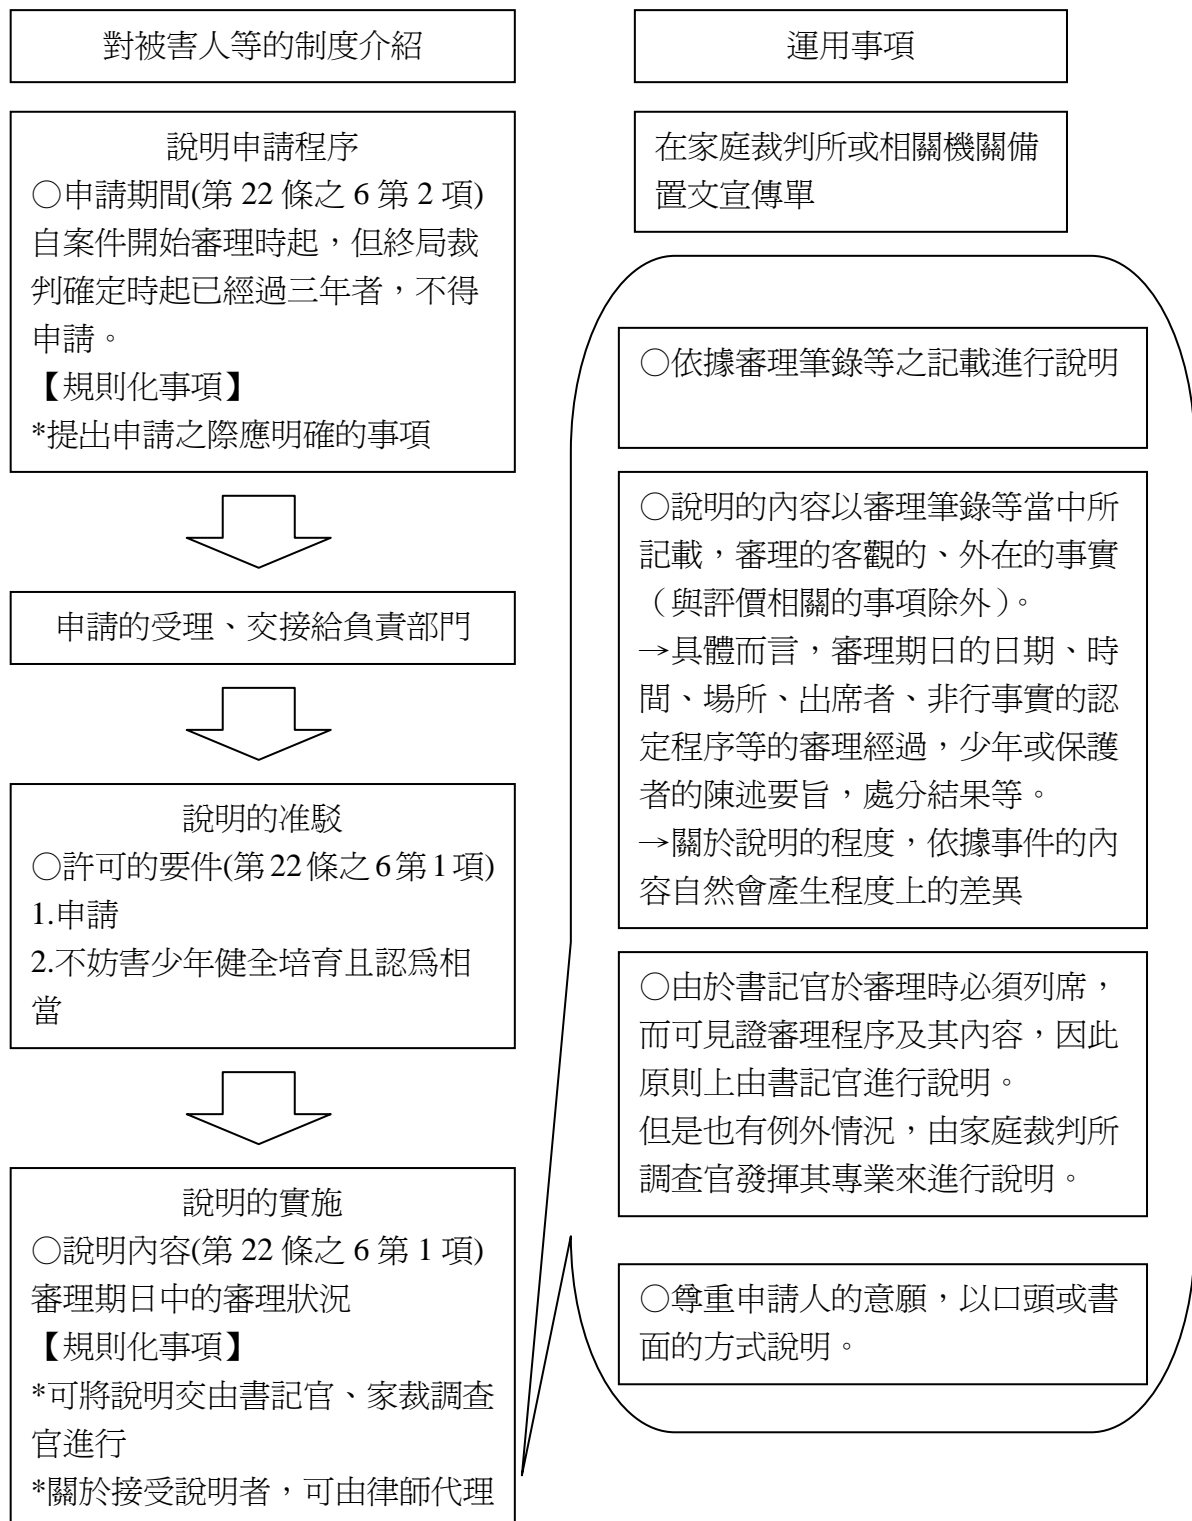 對被害人等的制度介紹
說明申請程序
○申請期間(第 22 條之 6 第 2 項)
自案件開始審理時起，但終局裁
判確定時起已經過三年者，不得
申請。
【規則化事項】
*提出申請之際應明確的事項
申請的受理、交接給負責部門
說明的准駁
○許可的要件(第 22 條之 6 第 1 項)
1.申請
2.不妨害少年健全培育且認為相
當
說明的實施
○說明內容(第 22 條之 6 第 1 項)
審理期日中的審理狀況
【規則化事項】
*可將說明交由書記官、家裁調查
官進行
*關於接受說明者，可由律師代理
運用事項
在家庭裁判所或相關機關備
置文宣傳單
○依據審理筆錄等之記載進行說明
○說明的內容以審理筆錄等當中所
記載，審理的客觀的、外在的事實
（與評價相關的事項除外）。
→具體而言，審理期日的日期、時
間、場所、出席者、非行事實的認
定程序等的審理經過，少年或保護
者的陳述要旨，處分結果等。
→關於說明的程度，依據事件的內
容自然會產生程度上的差異
○由於書記官於審理時必須列席，
而可見證審理程序及其內容，因此
原則上由書記官進行說明。
但是也有例外情況，由家庭裁判所
調查官發揮其專業來進行說明。
○尊重申請人的意願，以口頭或書
面的方式說明。